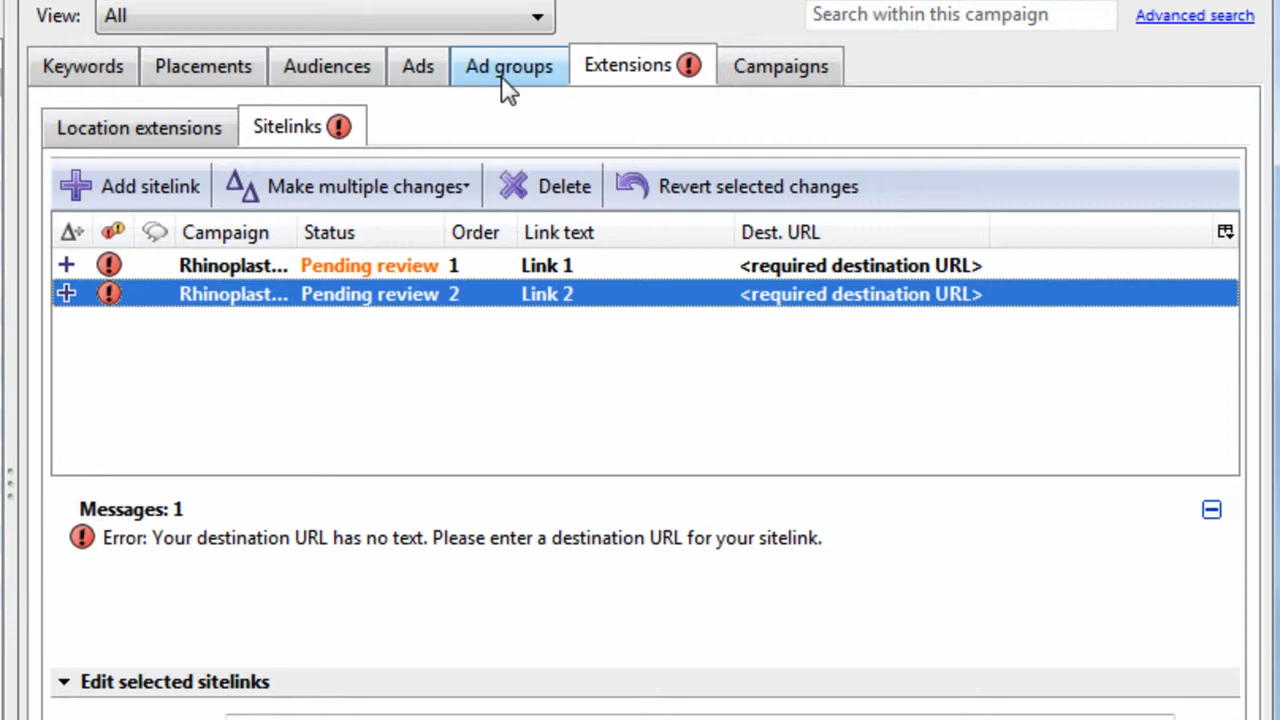 View: All Search within this campaign Advanced search
Keywords Placements Audiences Ads Ad groups Extensions Campaigns
Location extensions Sitelinks
Add sitelink Make multiple changes Delete Revert selected changes
Campaign Status Order Link text Dest. URL
Rhinoplast... Pending review 1 Link 1 <required destination URL>
Rhinoplast... Pending review 2 Link 2 <required destination URL>
Messages: 1
Error: Your destination URL has no text. Please enter a destination URL for your sitelink.
Edit selected sitelinks